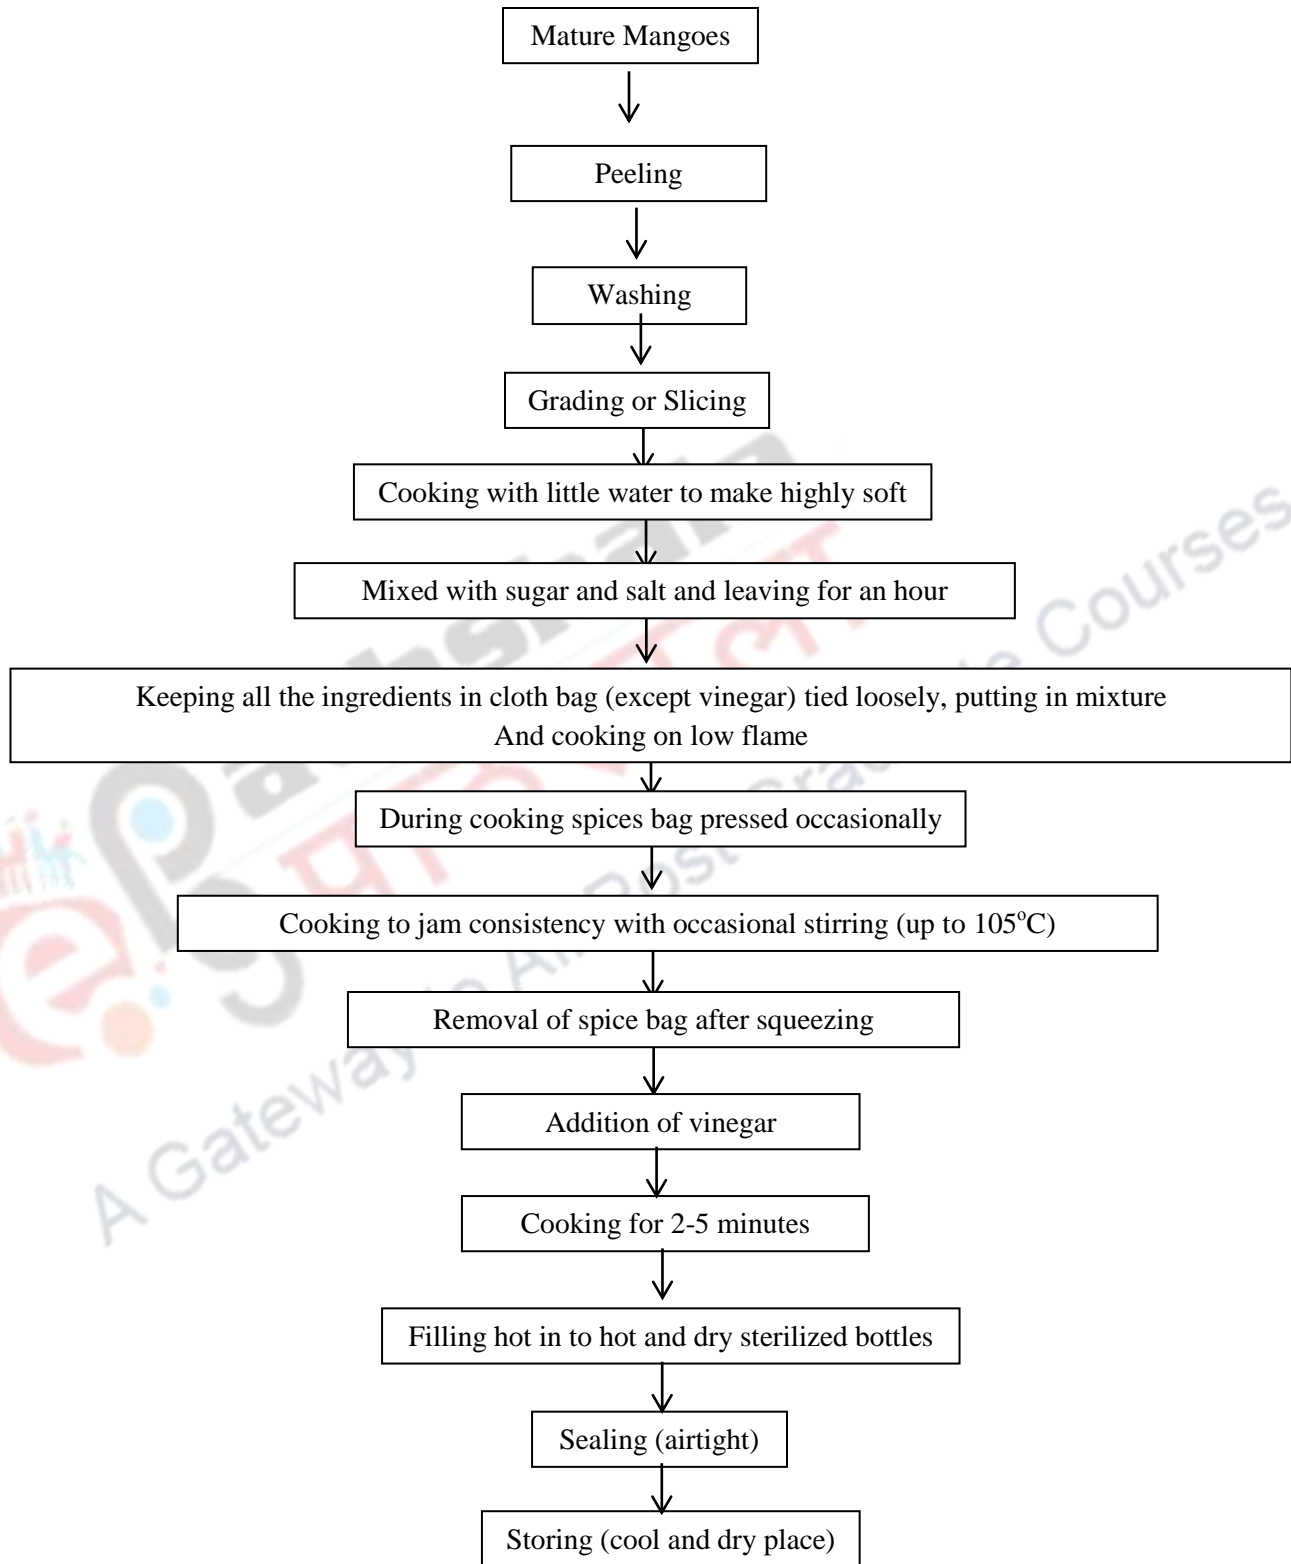 Mature Mangoes
Peeling
Washing
Grading or Slicing
Cooking with little water to make highly soft
Mixed with sugar and salt and leaving for an hour
Keeping all the ingredients in cloth bag (except vinegar) tied loosely, putting in mixture
And cooking on low flame
During cooking spices bag pressed occasionally
Cooking to jam consistency with occasional stirring (up to 105°C)
Removal of spice bag after squeezing
Addition of vinegar
Cooking for 2-5 minutes
Filling hot in to hot and dry sterilized bottles
Sealing (airtight)
Storing (cool and dry place)
A Gateway Courses